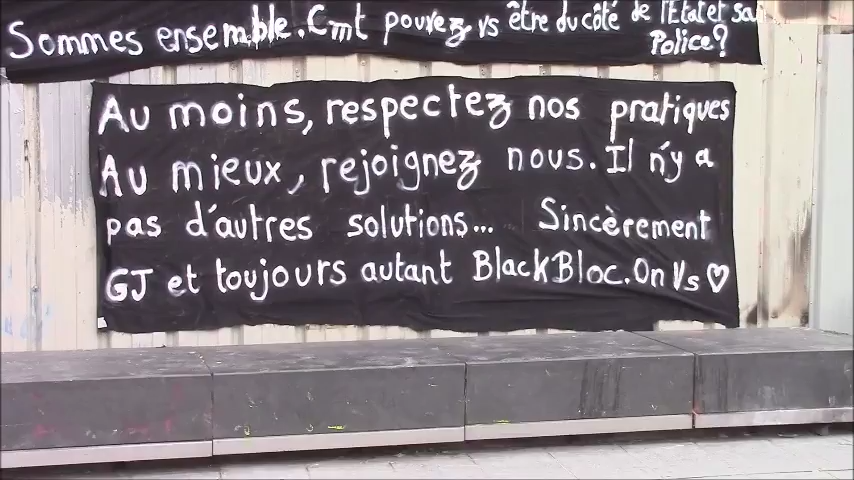 Sommes ensemble. Cmt pouvez vs être du côté de l'Etat et sa
Police?
Au moins, respectez nos pratiques
Au mieux, rejoignez nous. Il n'y a
pas d'autres solutions... Sincèrement
GJ et toujours autant BlackBloc. On Vs ♡